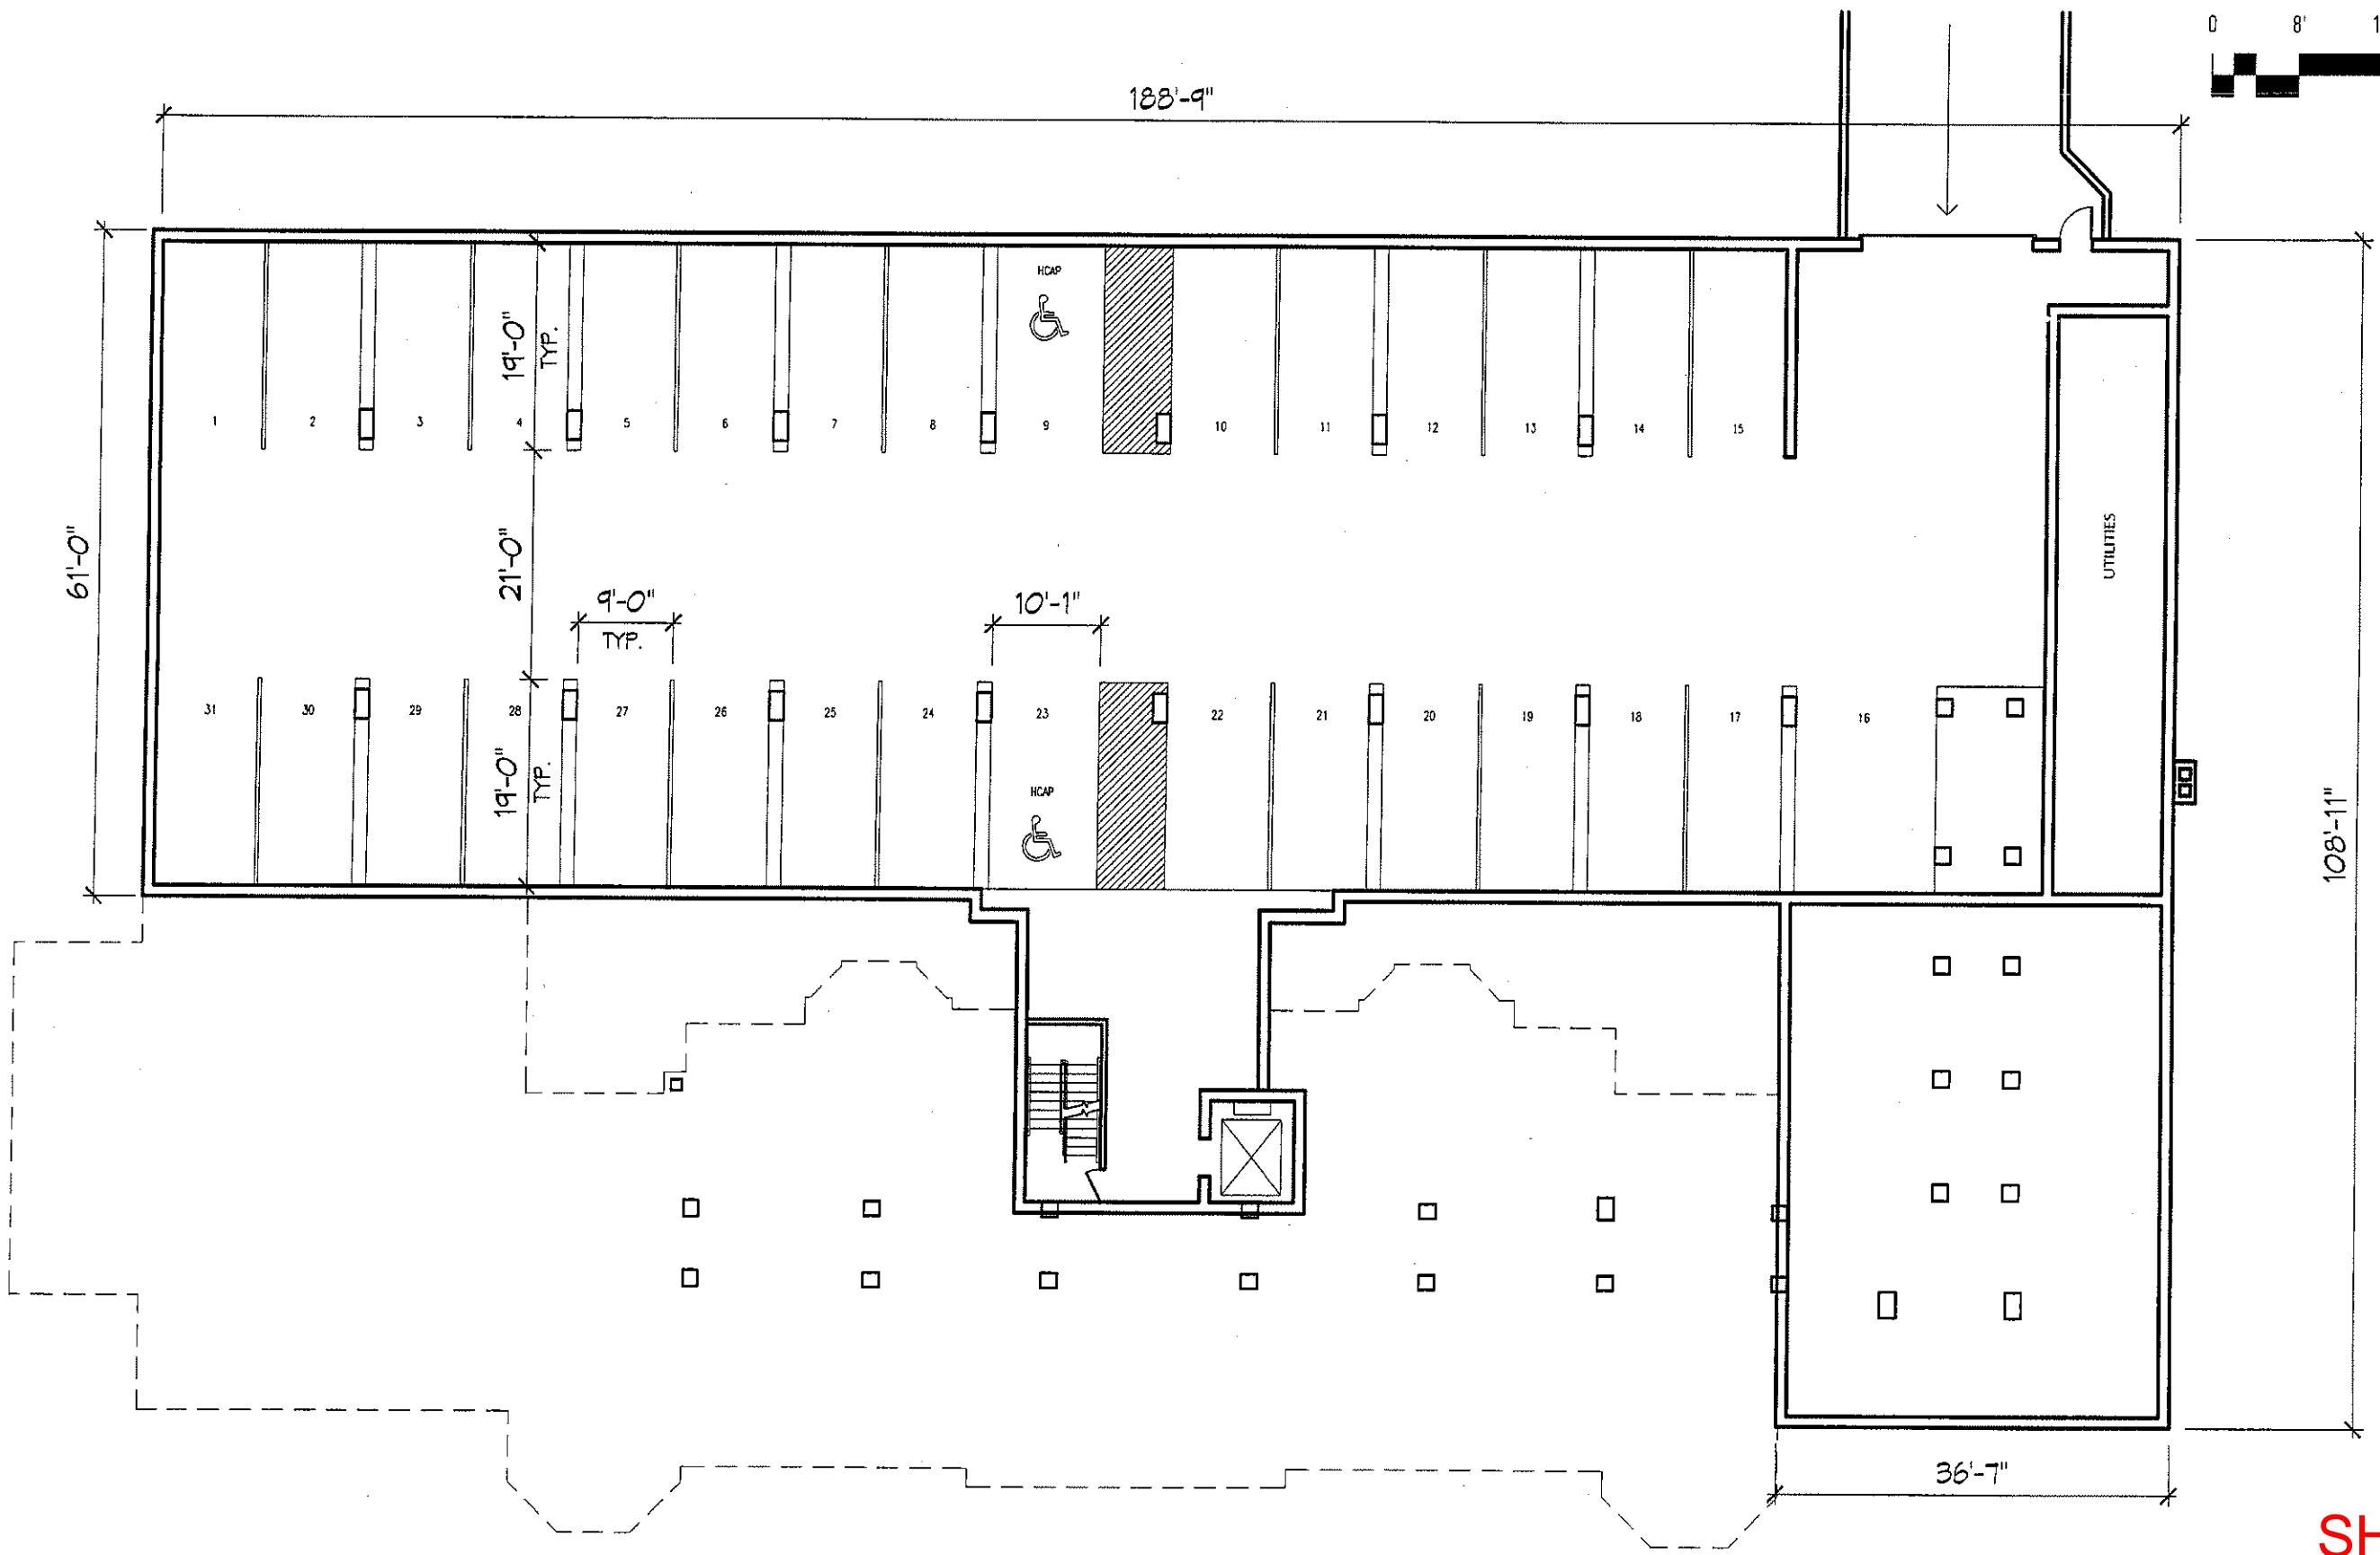 0 8' 1
188'-9"
HCAP
19'-0"
TYP.
1 2 3 4 5 6 7 8 9 10 11 12 13 14 15
61'-0"
21'-0"
9'-0"
TYP.
10'-1"
UTILITIES
31 30 29 28 27 26 25 24 23 22 21 20 19 18 17 16
19'-0"
TYP.
HCAP
108'-11"
36'-7"
SH